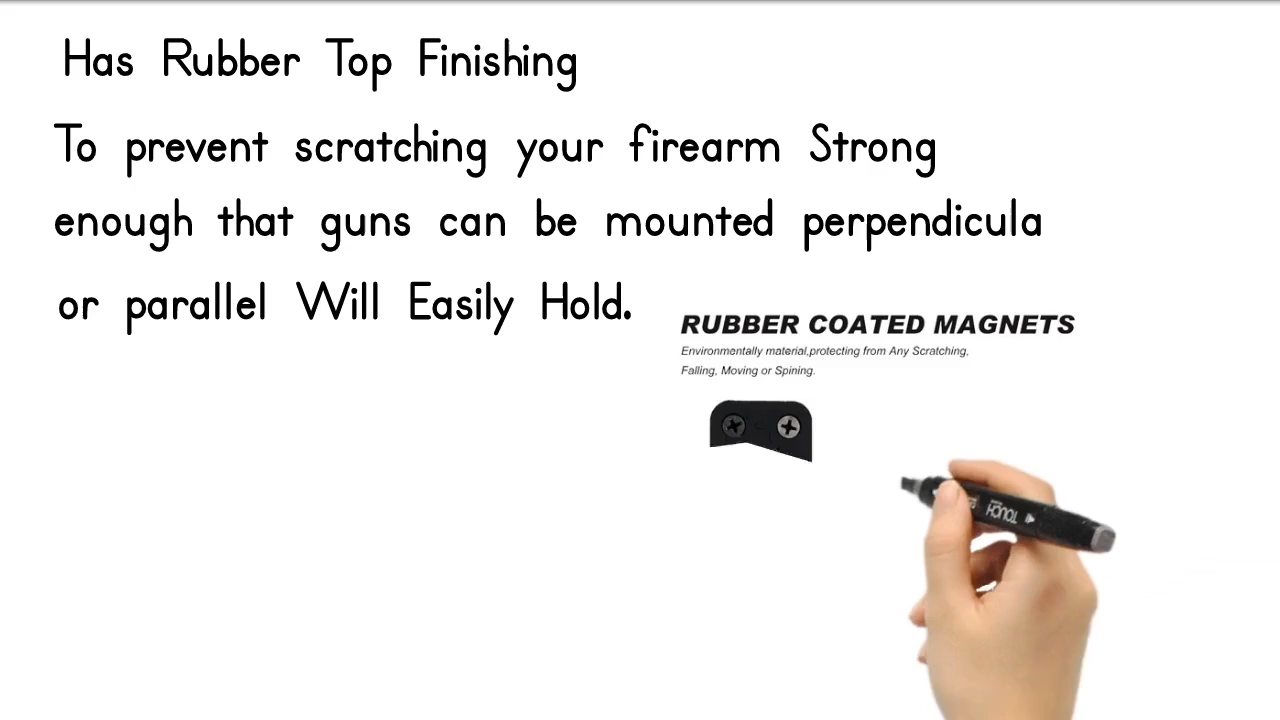 Has Rubber Top Finishing
To prevent scratching your firearm Strong
enough that guns can be mounted perpendicula
or parallel Will Easily Hold.
RUBBER COATED MAGNETS
Environmentally material,protecting from Any Scratching,
Falling, Moving or Spining.
TOUCH